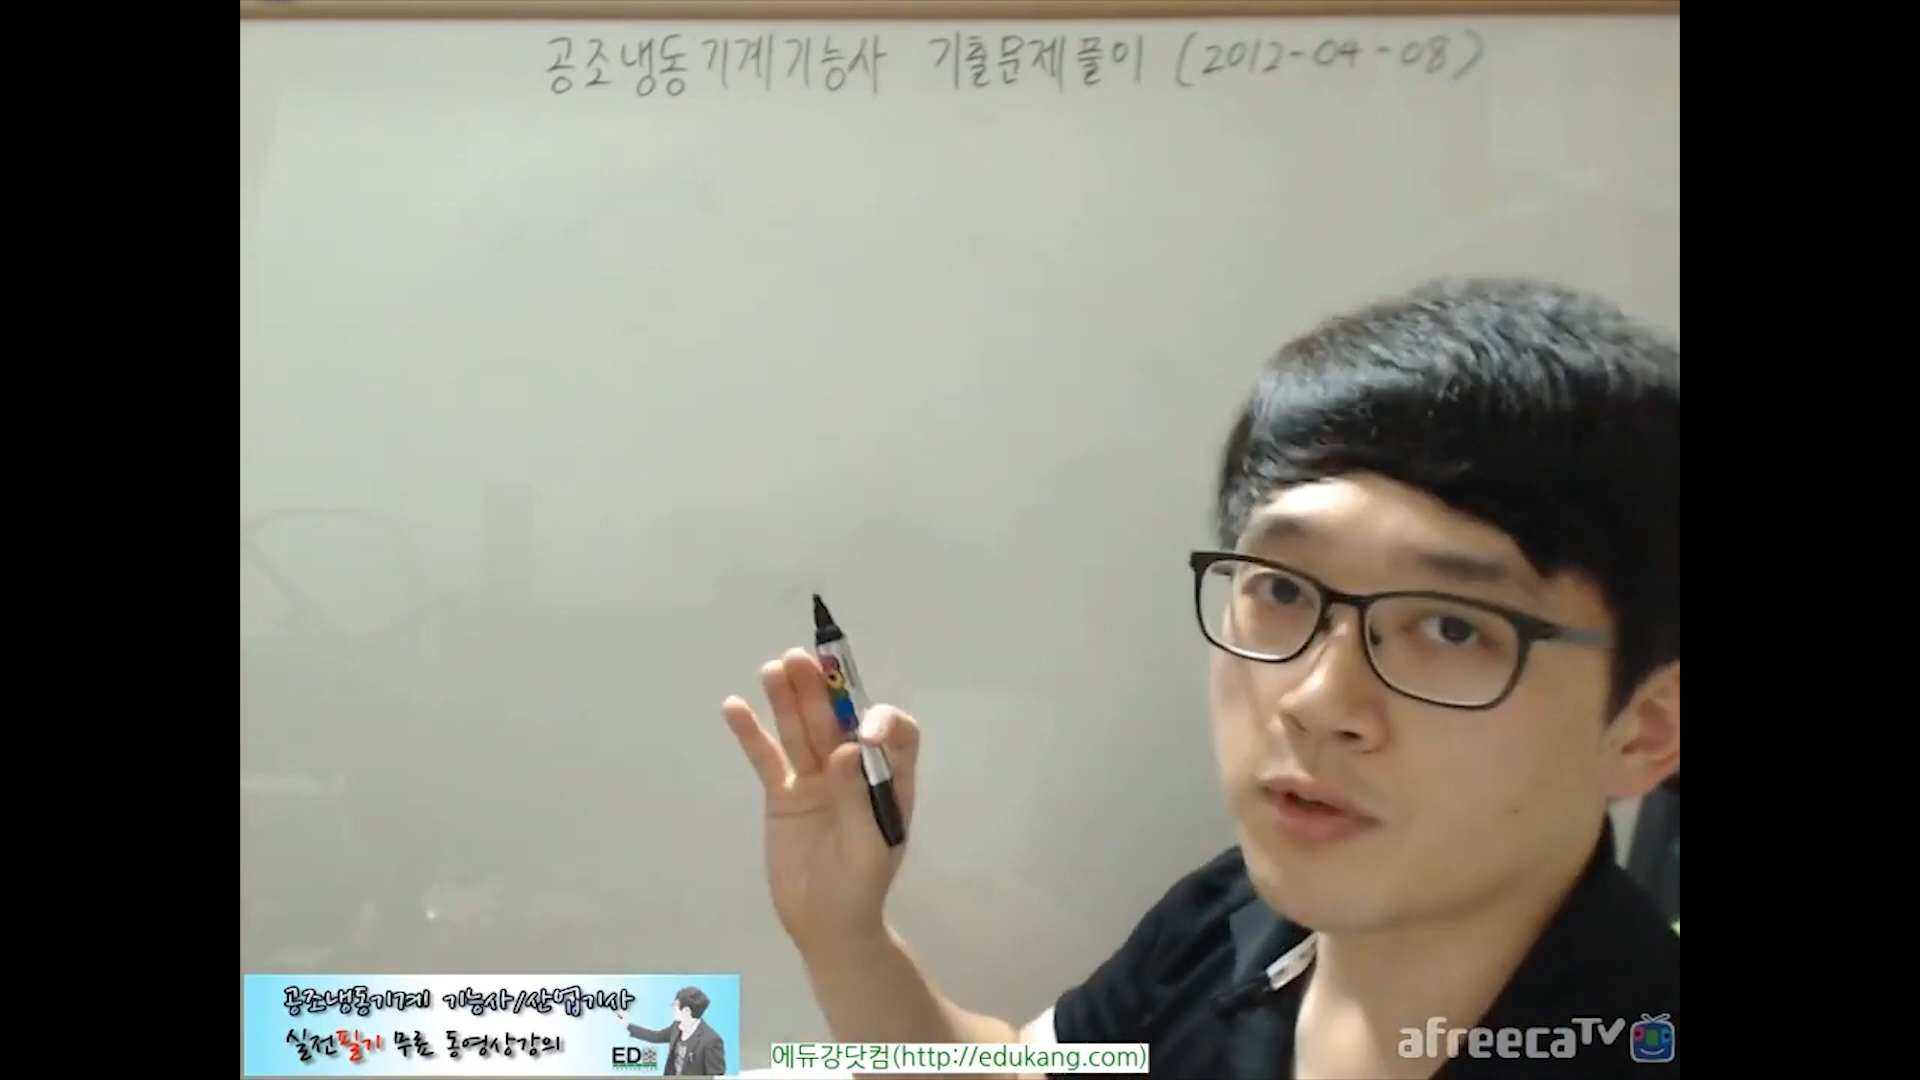 공조냉동기계기능사 기출문제풀이 (2012-04-08)
공조냉동기계 기능사/산업기사
실전필기 무료 동영상강의
에듀강닷컴(http://edukang.com)
afreecaTV